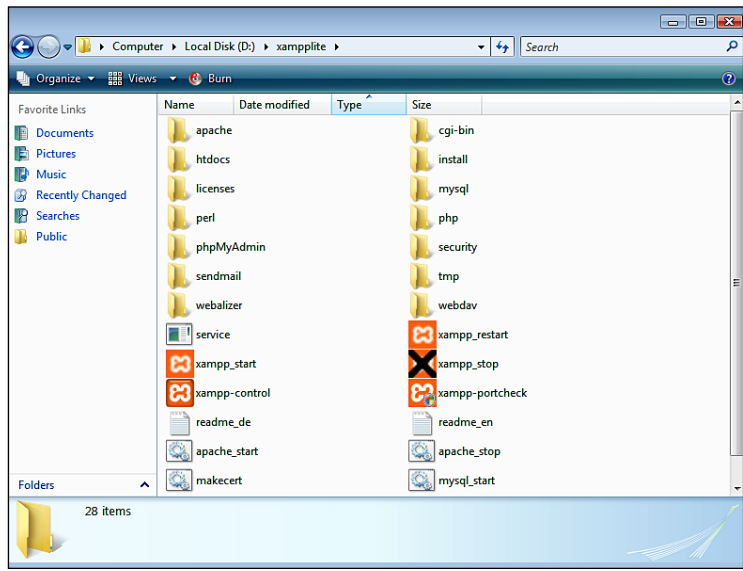 Computer Local Disk (D:) xampplite Search
Organize Views Burn ?
Favorite Links
Documents
Pictures
Music
Recently Changed
Searches
Public
Folders
Name Date modified Type Size
apache cgi-bin
htdocs install
licenses mysql
perl php
phpMyAdmin security
sendmail tmp
webalizer webdav
service xampp_restart
xampp_start xampp_stop
xampp-control xampp-portcheck
readme_de readme_en
apache_start apache_stop
makecert mysql_start
28 items